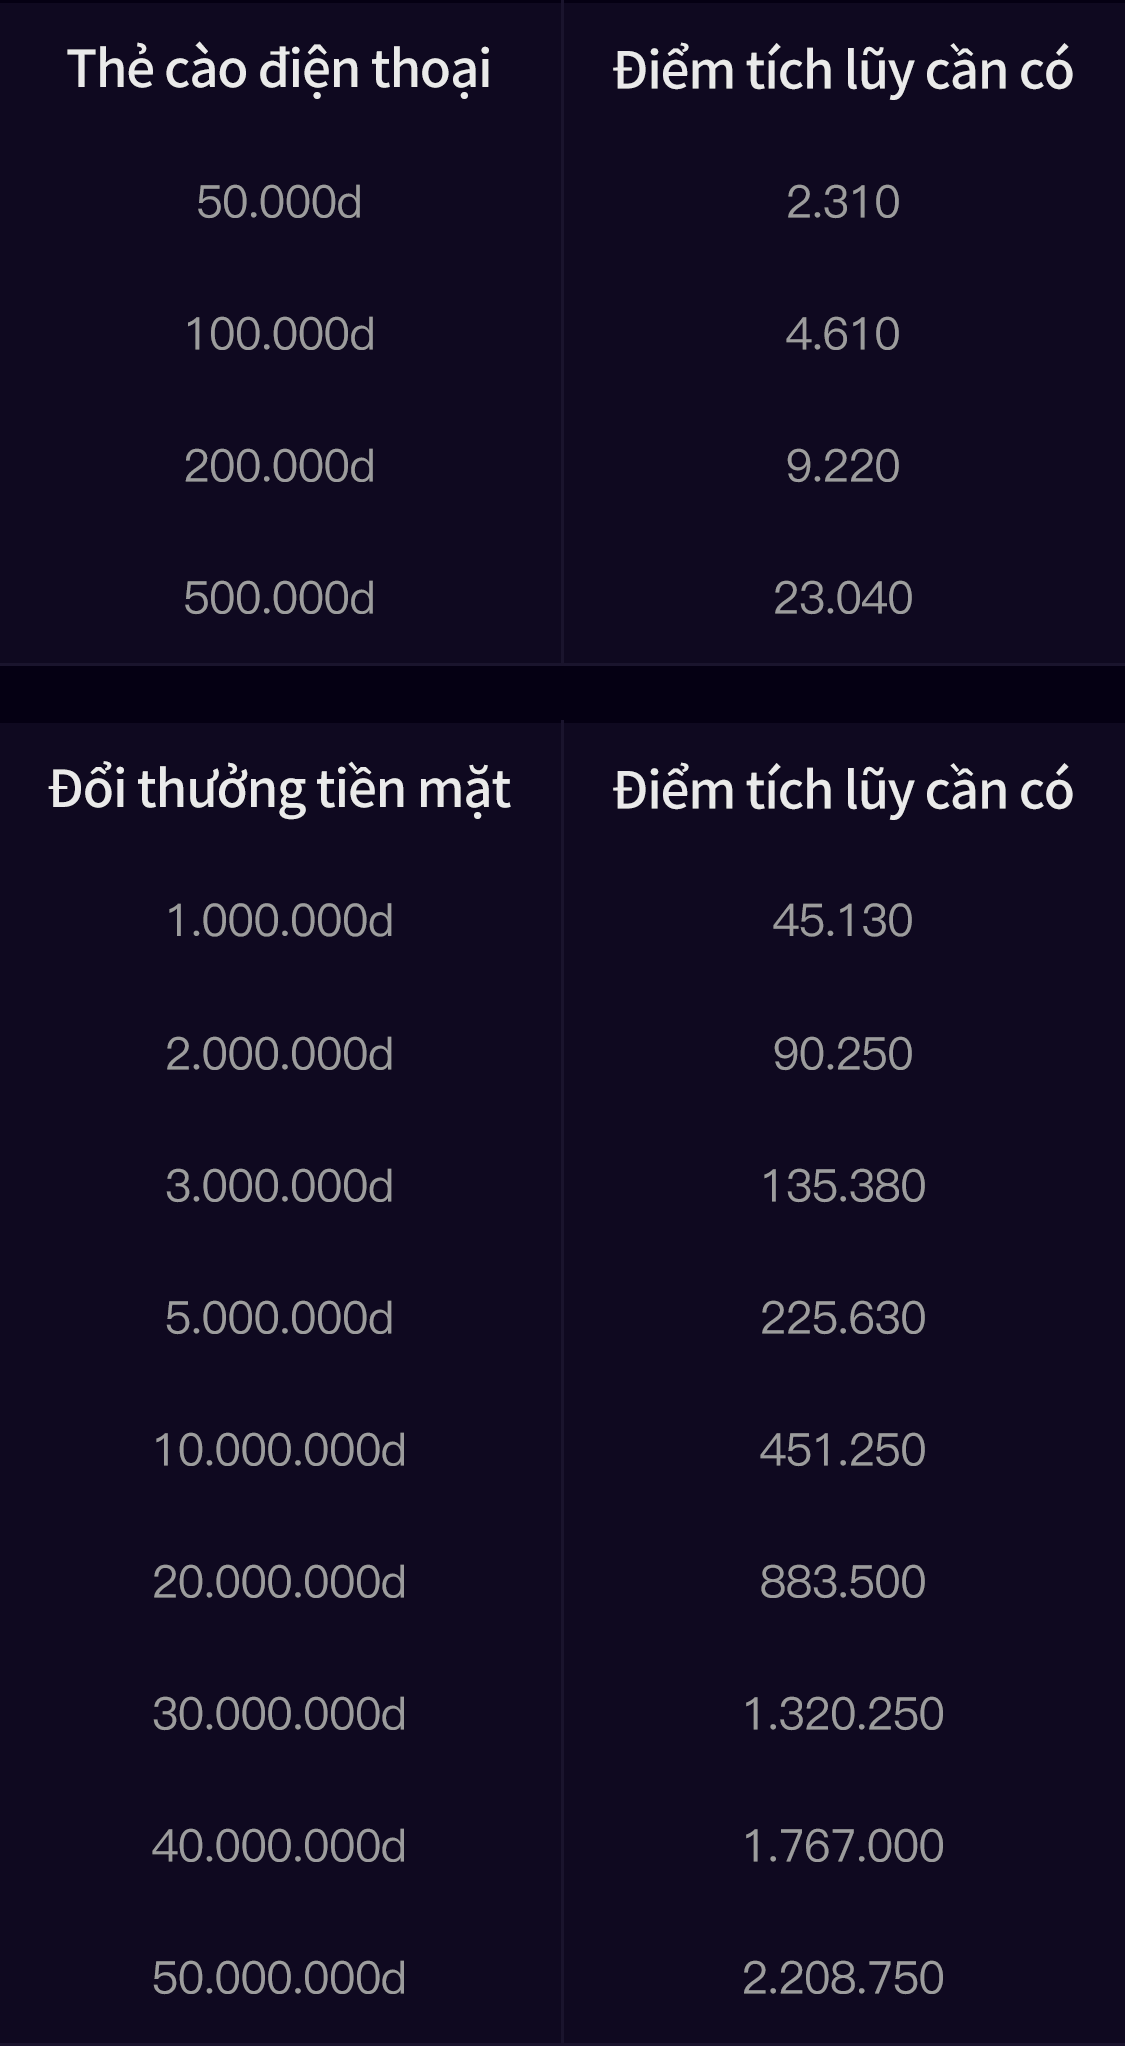 Thẻ cào điện thoại Điểm tích lũy cần có
50.000d 2.310
100.000d 4.610
200.000d 9.220
500.000d 23.040
Đổi thưởng tiền mặt Điểm tích lũy cần có
1.000.000d 45.130
2.000.000d 90.250
3.000.000d 135.380
5.000.000d 225.630
10.000.000d 451.250
20.000.000d 883.500
30.000.000d 1.320.250
40.000.000d 1.767.000
50.000.000d 2.208.750